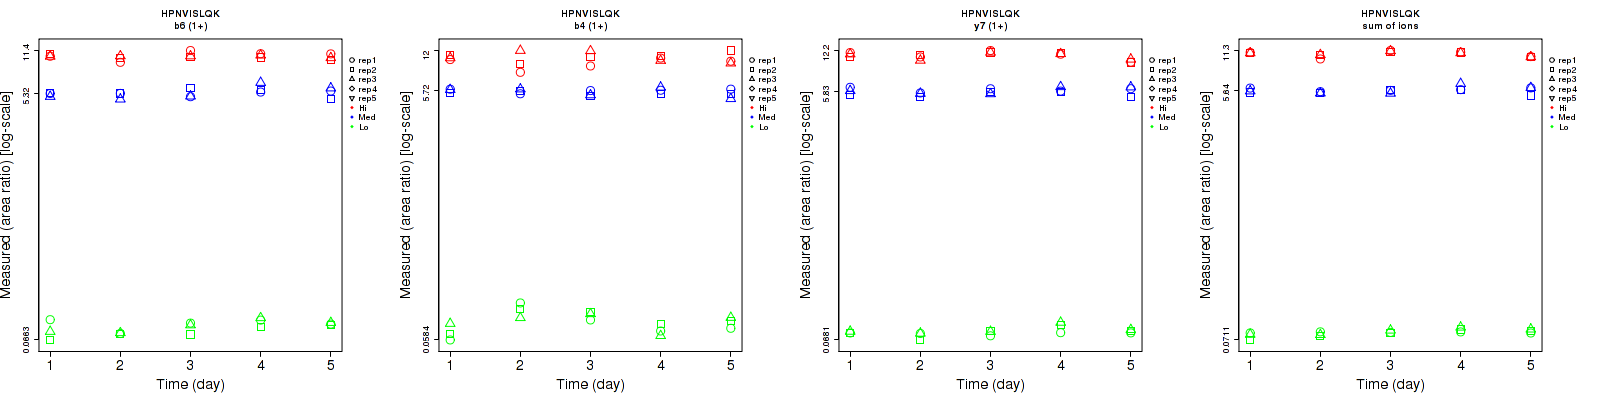 HPNVISLQK
b6 (1+)
Measured (area ratio) [log-scale]
11.4
5.32
0.0663
1 2 3 4 5
Time (day)
rep1
rep2
rep3
rep4
rep5
Hi
Med
Lo
HPNVISLQK
b4 (1+)
Measured (area ratio) [log-scale]
12
5.72
0.0584
1 2 3 4 5
Time (day)
rep1
rep2
rep3
rep4
rep5
Hi
Med
Lo
HPNVISLQK
y7 (1+)
Measured (area ratio) [log-scale]
12.2
5.83
0.0681
1 2 3 4 5
Time (day)
rep1
rep2
rep3
rep4
rep5
Hi
Med
Lo
HPNVISLQK
sum of ions
Measured (area ratio) [log-scale]
11.3
5.64
0.0711
1 2 3 4 5
Time (day)
rep1
rep2
rep3
rep4
rep5
Hi
Med
Lo